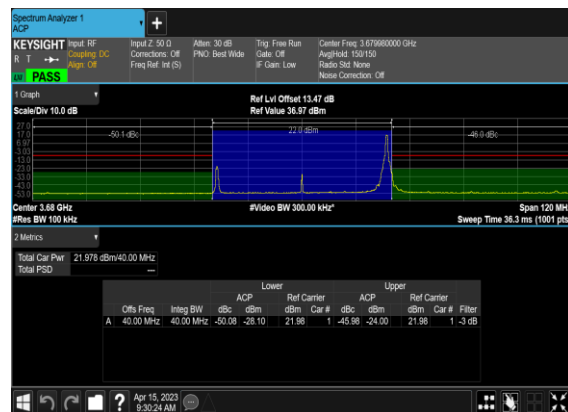 Spectrum Analyzer 1
ACP
+
KEYSIGHT Input: RF Input Z: 50 Ω Atten: 30 dB Trig: Free Run Center Freq: 3.679980000 GHz
R T Coupling: DC Corrections: Off PNO: Best Wide Gate: Off Avg|Hold: 150/150
Align: Off Freq Ref: Int (S) IF Gain: Low Radio Std: None
LNI PASS Noise Correction: Off
1 Graph
Ref Lvl Offset 13.47 dB
Scale/Div 10.0 dB Ref Value 36.97 dBm
27.0
17.0 -50.1 dBc 22.0 dBm -46.0 dBc
6.97
-3.03
-13.0
-23.0
-33.0
-43.0
-53.0
Center 3.68 GHz #Video BW 300.00 kHz* Span 120 MH
#Res BW 100 kHz Sweep Time 36.3 ms (1001 pts
2 Metrics
Total Car Pwr 21.978 dBm/40.00 MHz
Total PSD ---
Lower Upper
ACP Ref Carrier ACP Ref Carrier
Offs Freq Integ BW dBc dBm dBm Car # dBc dBm dBm Car # Filter
A 40.00 MHz 40.00 MHz -50.08 -28.10 21.98 1 -45.98 -24.00 21.98 1 -3 dB
? Apr 15, 2023
9:30:24 AM